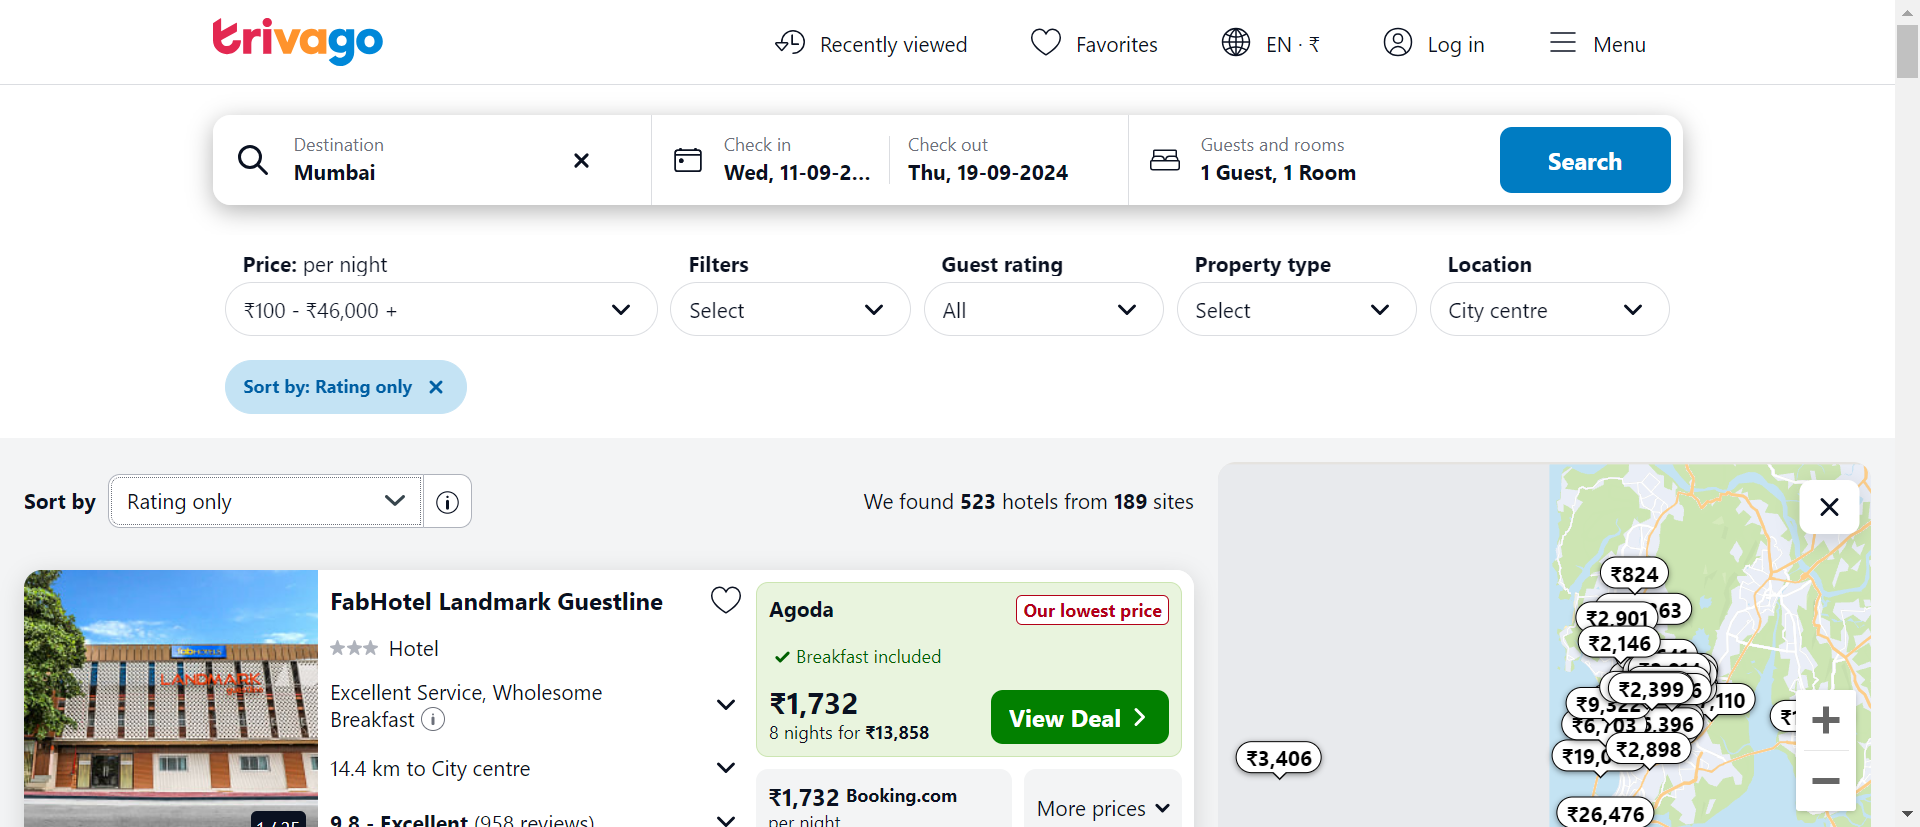 trivago
Recently viewed
Favorites
EN · ₹
Log in
Menu
Destination
Mumbai
Check in
Wed, 11-09-2...
Check out
Thu, 19-09-2024
Guests and rooms
1 Guest, 1 Room
Search
Price: per night
₹100 - ₹46,000 +
Filters
Select
Guest rating
All
Property type
Select
Location
City centre
Sort by: Rating only
Sort by
Rating only
We found 523 hotels from 189 sites
FabHotel Landmark Guestline
Hotel
Excellent Service, Wholesome
Breakfast
14.4 km to City centre
9.8 - Excellent (958 reviews)
LANDMARK
1 / 25
Agoda
Our lowest price
Breakfast included
₹1,732
8 nights for ₹13,858
View Deal
₹1,732 Booking.com
per night
More prices
₹824
₹2,901
63
₹2,146
₹2,399
₹9,322
,110
₹6,703
,396
₹2,898
₹3,406
₹26,476